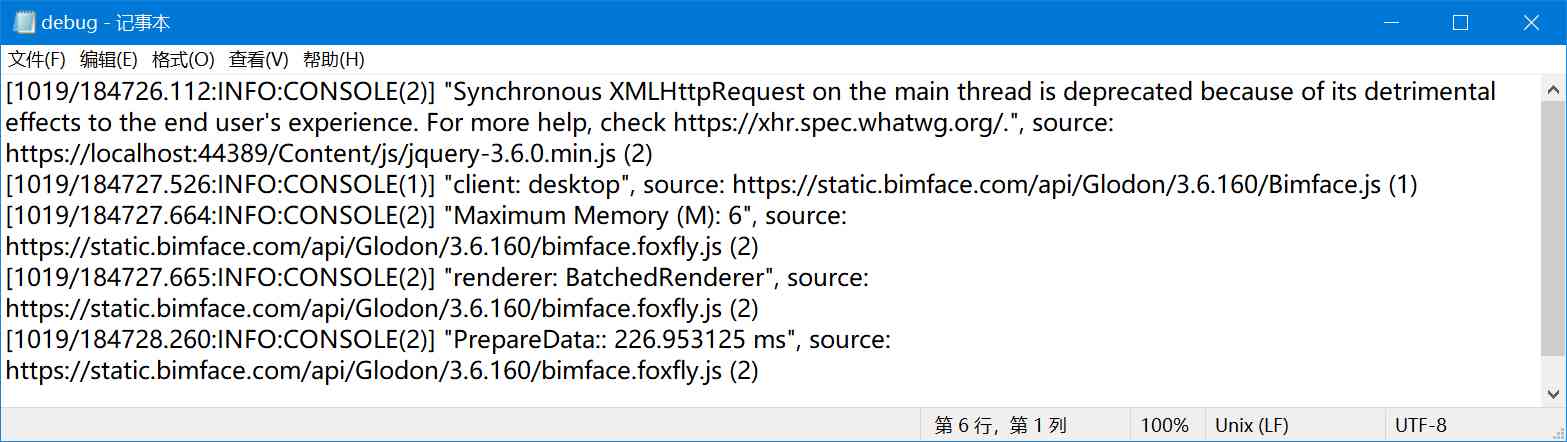 debug - 记事本
文件(F) 编辑(E) 格式(O) 查看(V) 帮助(H)
[1019/184726.112:INFO:CONSOLE(2)] "Synchronous XMLHttpRequest on the main thread is deprecated because of its detrimental
effects to the end user's experience. For more help, check https://xhr.spec.whatwg.org/.", source:
https://localhost:44389/Content/js/jquery-3.6.0.min.js (2)
[1019/184727.526:INFO:CONSOLE(1)] "client: desktop", source: https://static.bimface.com/api/Glodon/3.6.160/Bimface.js (1)
[1019/184727.664:INFO:CONSOLE(2)] "Maximum Memory (M): 6", source:
https://static.bimface.com/api/Glodon/3.6.160/bimface.foxfly.js (2)
[1019/184727.665:INFO:CONSOLE(2)] "renderer: BatchedRenderer", source:
https://static.bimface.com/api/Glodon/3.6.160/bimface.foxfly.js (2)
[1019/184728.260:INFO:CONSOLE(2)] "PrepareData:: 226.953125 ms", source:
https://static.bimface.com/api/Glodon/3.6.160/bimface.foxfly.js (2)
第 6 行，第 1 列 100% Unix (LF) UTF-8